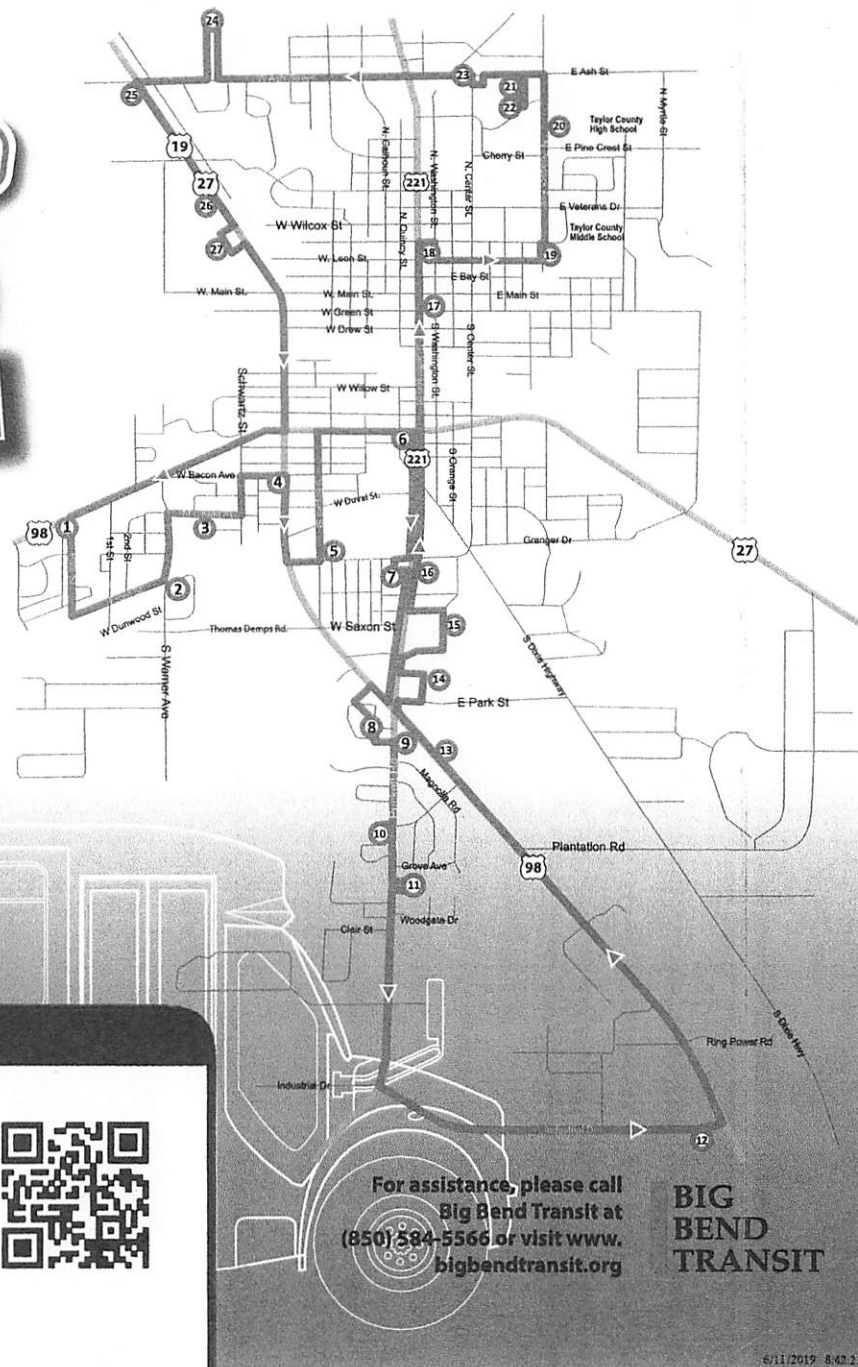 24
23
E Ash St
21
25
22
N Myrtle St
20
Taylor County
High School
19
E Pine Crest St
N. Calhoun St.
Cherry St
27
221
N. Washington St.
N. Center St.
26
E Veterans Dr
W Wilcox St
Taylor County
Middle School
27
N. Quincy St.
18
19
W. Leon St.
E Bay St
W. Main St.
W. Main St.
E Main St
17
W Green St
W Drew St
S Washington St.
S Center St.
W Willow St
Schwartz St
6
221
S Orange St
W Bacon Ave
4
W Duval St.
98
1
3
2nd St
1st St
5
Granger Dr
27
7
16
2
W Dunwood St
Thomas Demps Rd.
W Saxon St
15
S Warner Ave
S Dixie Highway
14
E Park St
8
9
13
Magnolia Rd
10
Plantation Rd
Grove Ave
98
11
Woodgate Dr
Clair St
S Dixie Hwy
Ring Power Rd
Industrial Dr
12
For assistance, please call
Big Bend Transit at
(850) 584-5566 or visit www.
bigbendtransit.org
BIG
BEND
TRANSIT